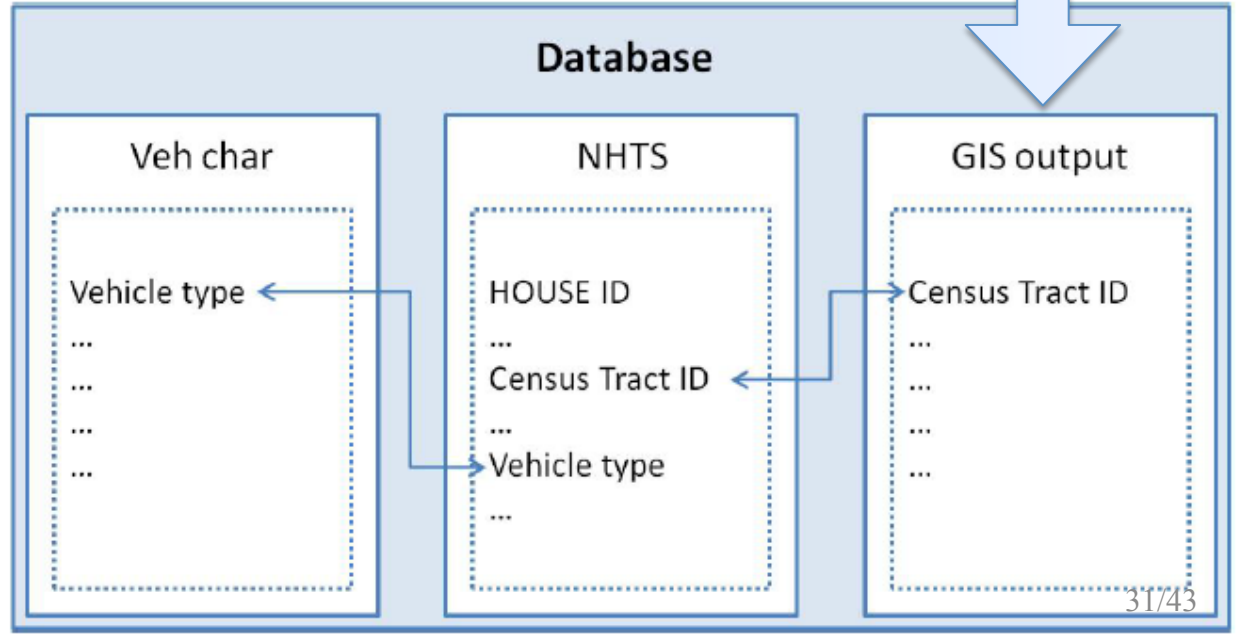 Database
Veh char
Vehicle type
...
...
...
...
NHTS
HOUSE ID
...
Census Tract ID
...
Vehicle type
...
GIS output
Census Tract ID
...
...
...
...
31/43